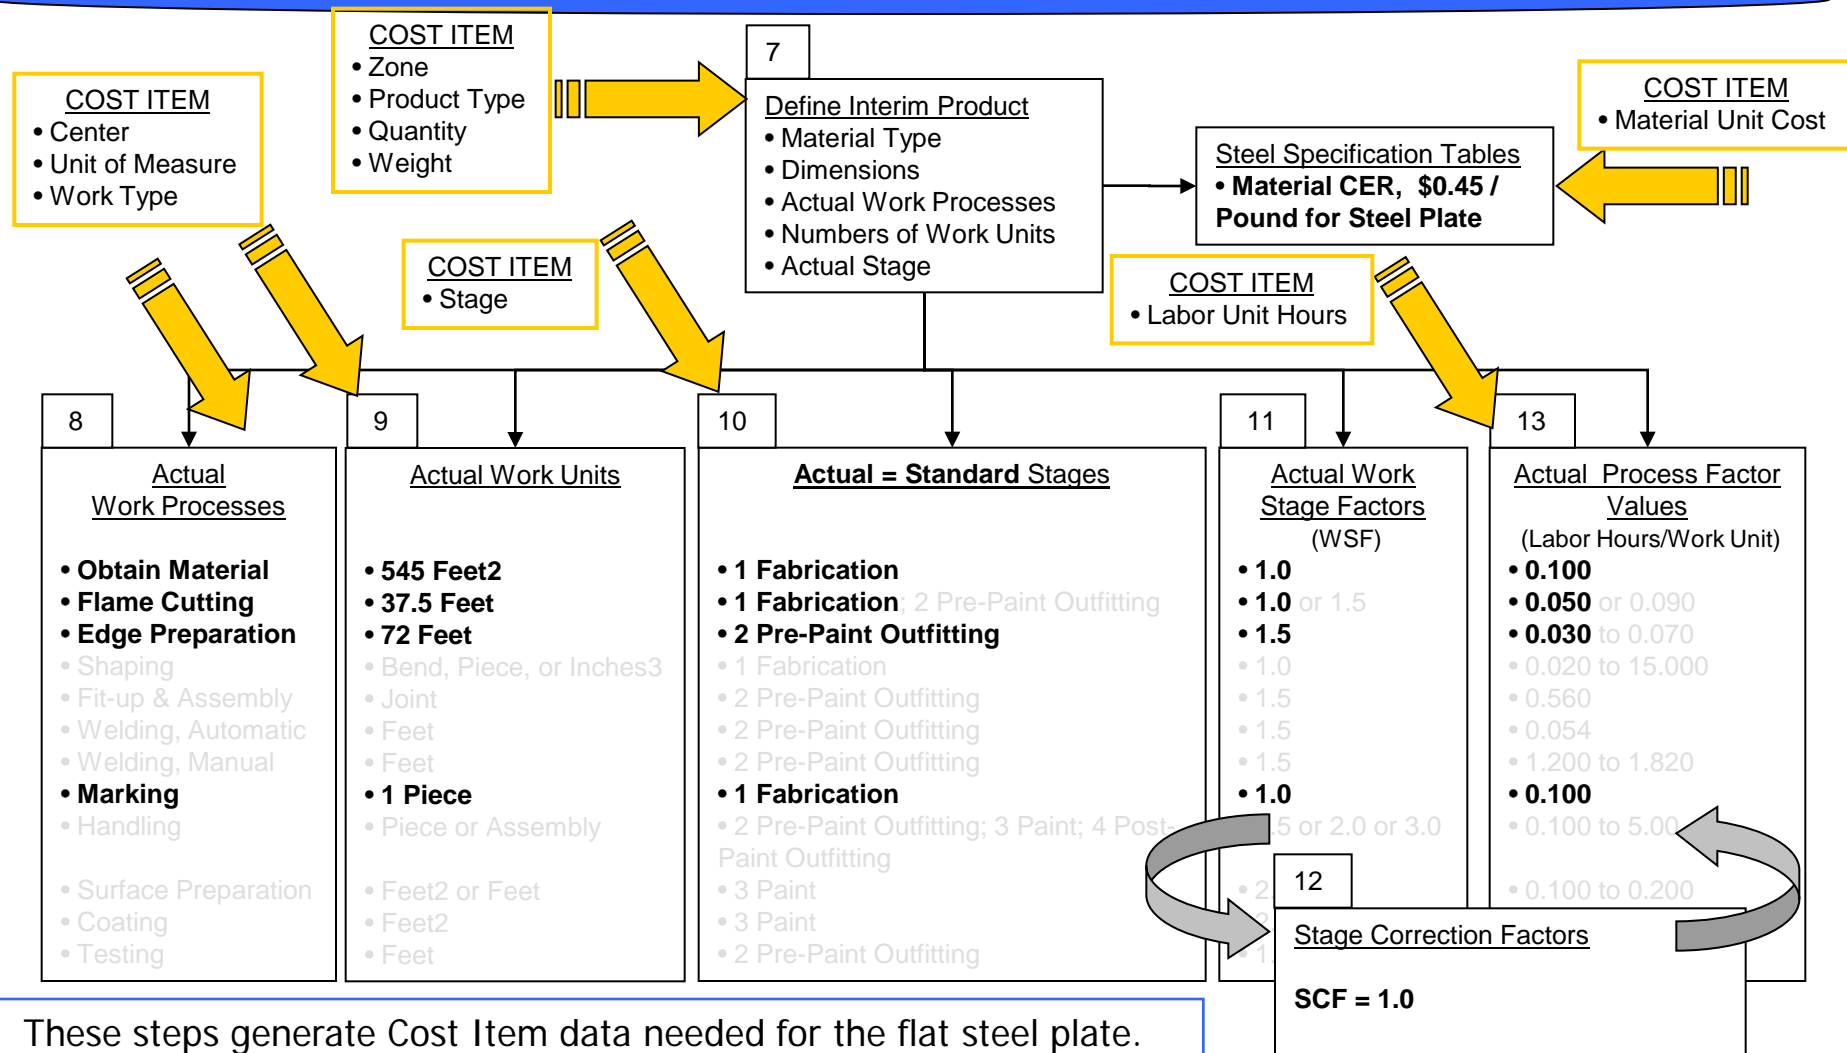 COST ITEM
• Center
• Unit of Measure
• Work Type
COST ITEM
• Zone
• Product Type
• Quantity
• Weight
7
Define Interim Product
• Material Type
• Dimensions
• Actual Work Processes
• Numbers of Work Units
• Actual Stage
COST ITEM
• Material Unit Cost
Steel Specification Tables
• Material CER, $0.45 /
Pound for Steel Plate
COST ITEM
• Stage
COST ITEM
• Labor Unit Hours
8
Actual
Work Processes
• Obtain Material
• Flame Cutting
• Edge Preparation
• Shaping
• Fit-up & Assembly
• Welding, Automatic
• Welding, Manual
• Marking
• Handling
• Surface Preparation
• Coating
• Testing
9
Actual Work Units
• 545 Feet2
• 37.5 Feet
• 72 Feet
• Bend, Piece, or Inches3
• Joint
• Feet
• Feet
• 1 Piece
• Piece or Assembly
• Feet2 or Feet
• Feet2
• Feet
10
Actual = Standard Stages
• 1 Fabrication
• 1 Fabrication; 2 Pre-Paint Outfitting
• 2 Pre-Paint Outfitting
• 1 Fabrication
• 2 Pre-Paint Outfitting
• 2 Pre-Paint Outfitting
• 2 Pre-Paint Outfitting
• 1 Fabrication
• 2 Pre-Paint Outfitting; 3 Paint; 4 Post-
Paint Outfitting
• 3 Paint
• 3 Paint
• 2 Pre-Paint Outfitting
11
Actual Work
Stage Factors
(WSF)
• 1.0
• 1.0 or 1.5
• 1.5
• 1.0
• 1.5
• 1.5
• 1.5
• 1.0
.5 or 2.0 or 3.0
• 2.
• 1.
13
Actual Process Factor
Values
(Labor Hours/Work Unit)
• 0.100
• 0.050 or 0.090
• 0.030 to 0.070
• 0.020 to 15.000
• 0.560
• 0.054
• 1.200 to 1.820
• 0.100
• 0.100 to 5.00
• 0.100 to 0.200
12
Stage Correction Factors
SCF = 1.0
These steps generate Cost Item data needed for the flat steel plate.